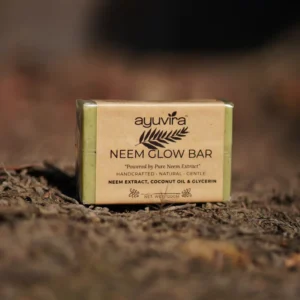 ayuvira
NEEM GLOW BAR
"Powered by Pure Neem Extract"
HANDCRAFTED • NATURAL • GENTLE
NEEM EXTRACT, COCONUT OIL & GLYCERIN